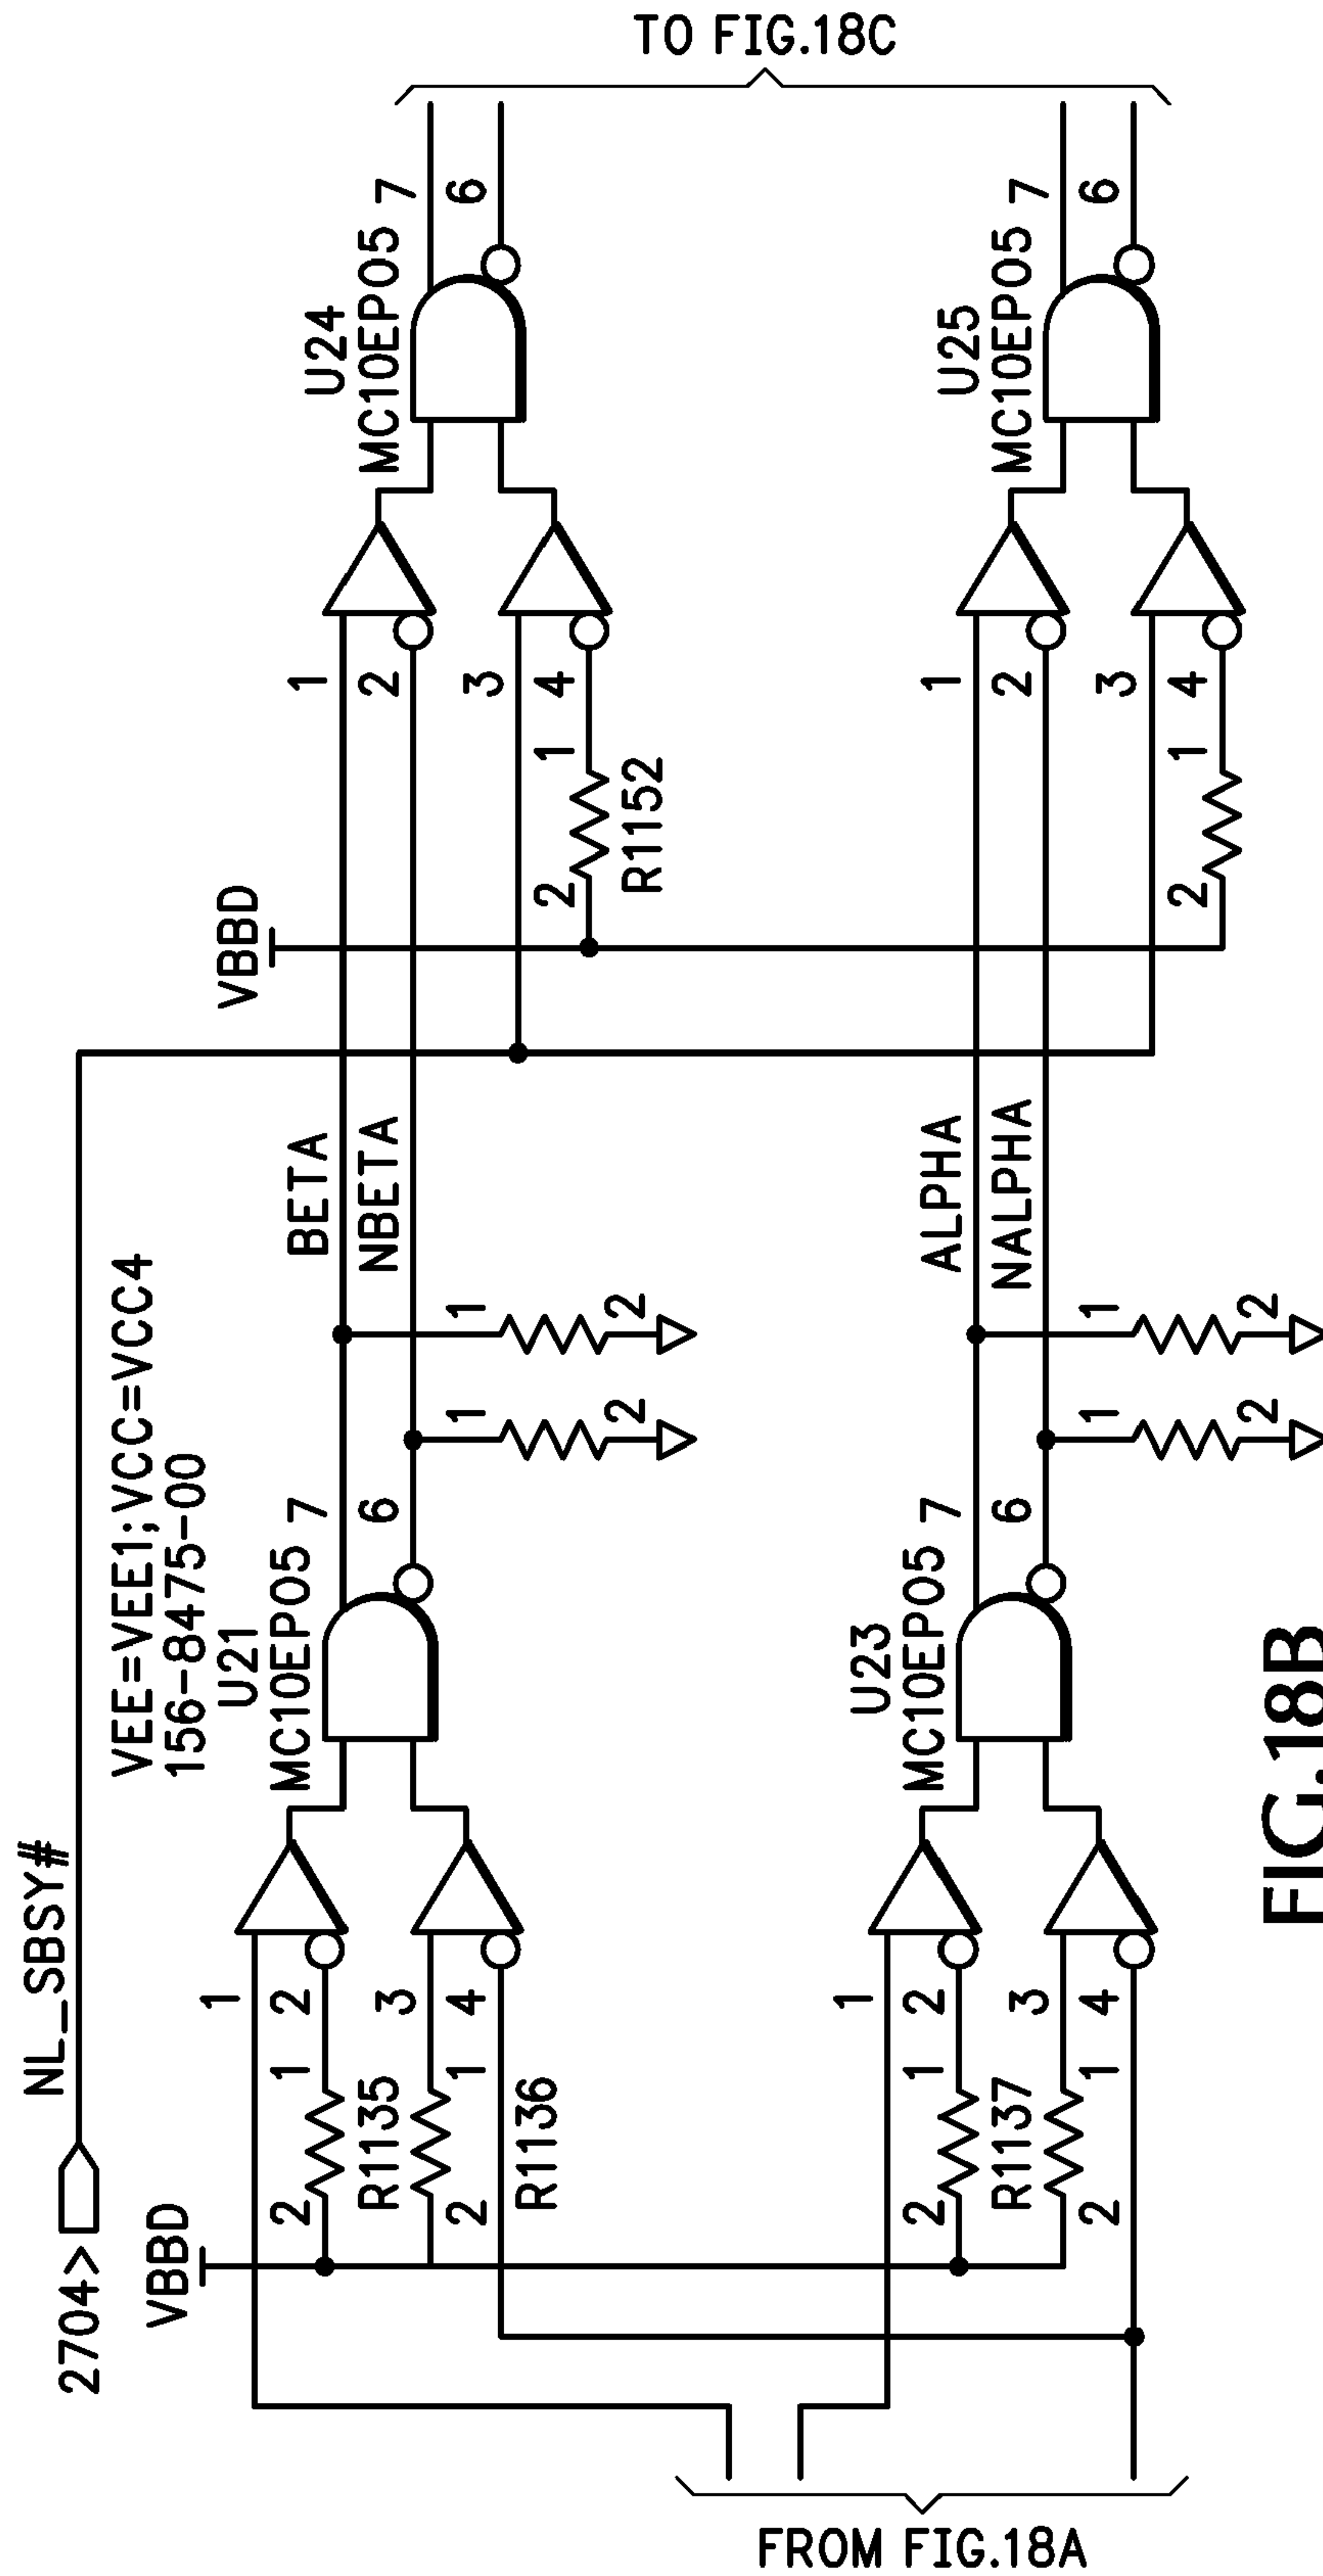 TO FIG.18C
FROM FIG.18A
2704>
NL_SBSY#
VEE=VEE1;VCC=VCC4
156-8475-00
U21
MC10EP05
7
6
1
2
3
4
VBBD
2
1
R1135
2
1
R1136
BETA
NBETA
1
2
1
2
VBBD
1
2
3
4
2
1
R1152
U24
MC10EP05
7
6
U23
MC10EP05
7
6
1
2
3
4
2
1
R1137
2
1
ALPHA
NALPHA
1
2
1
2
1
2
3
4
2
1
U25
MC10EP05
7
6
FIG.18B